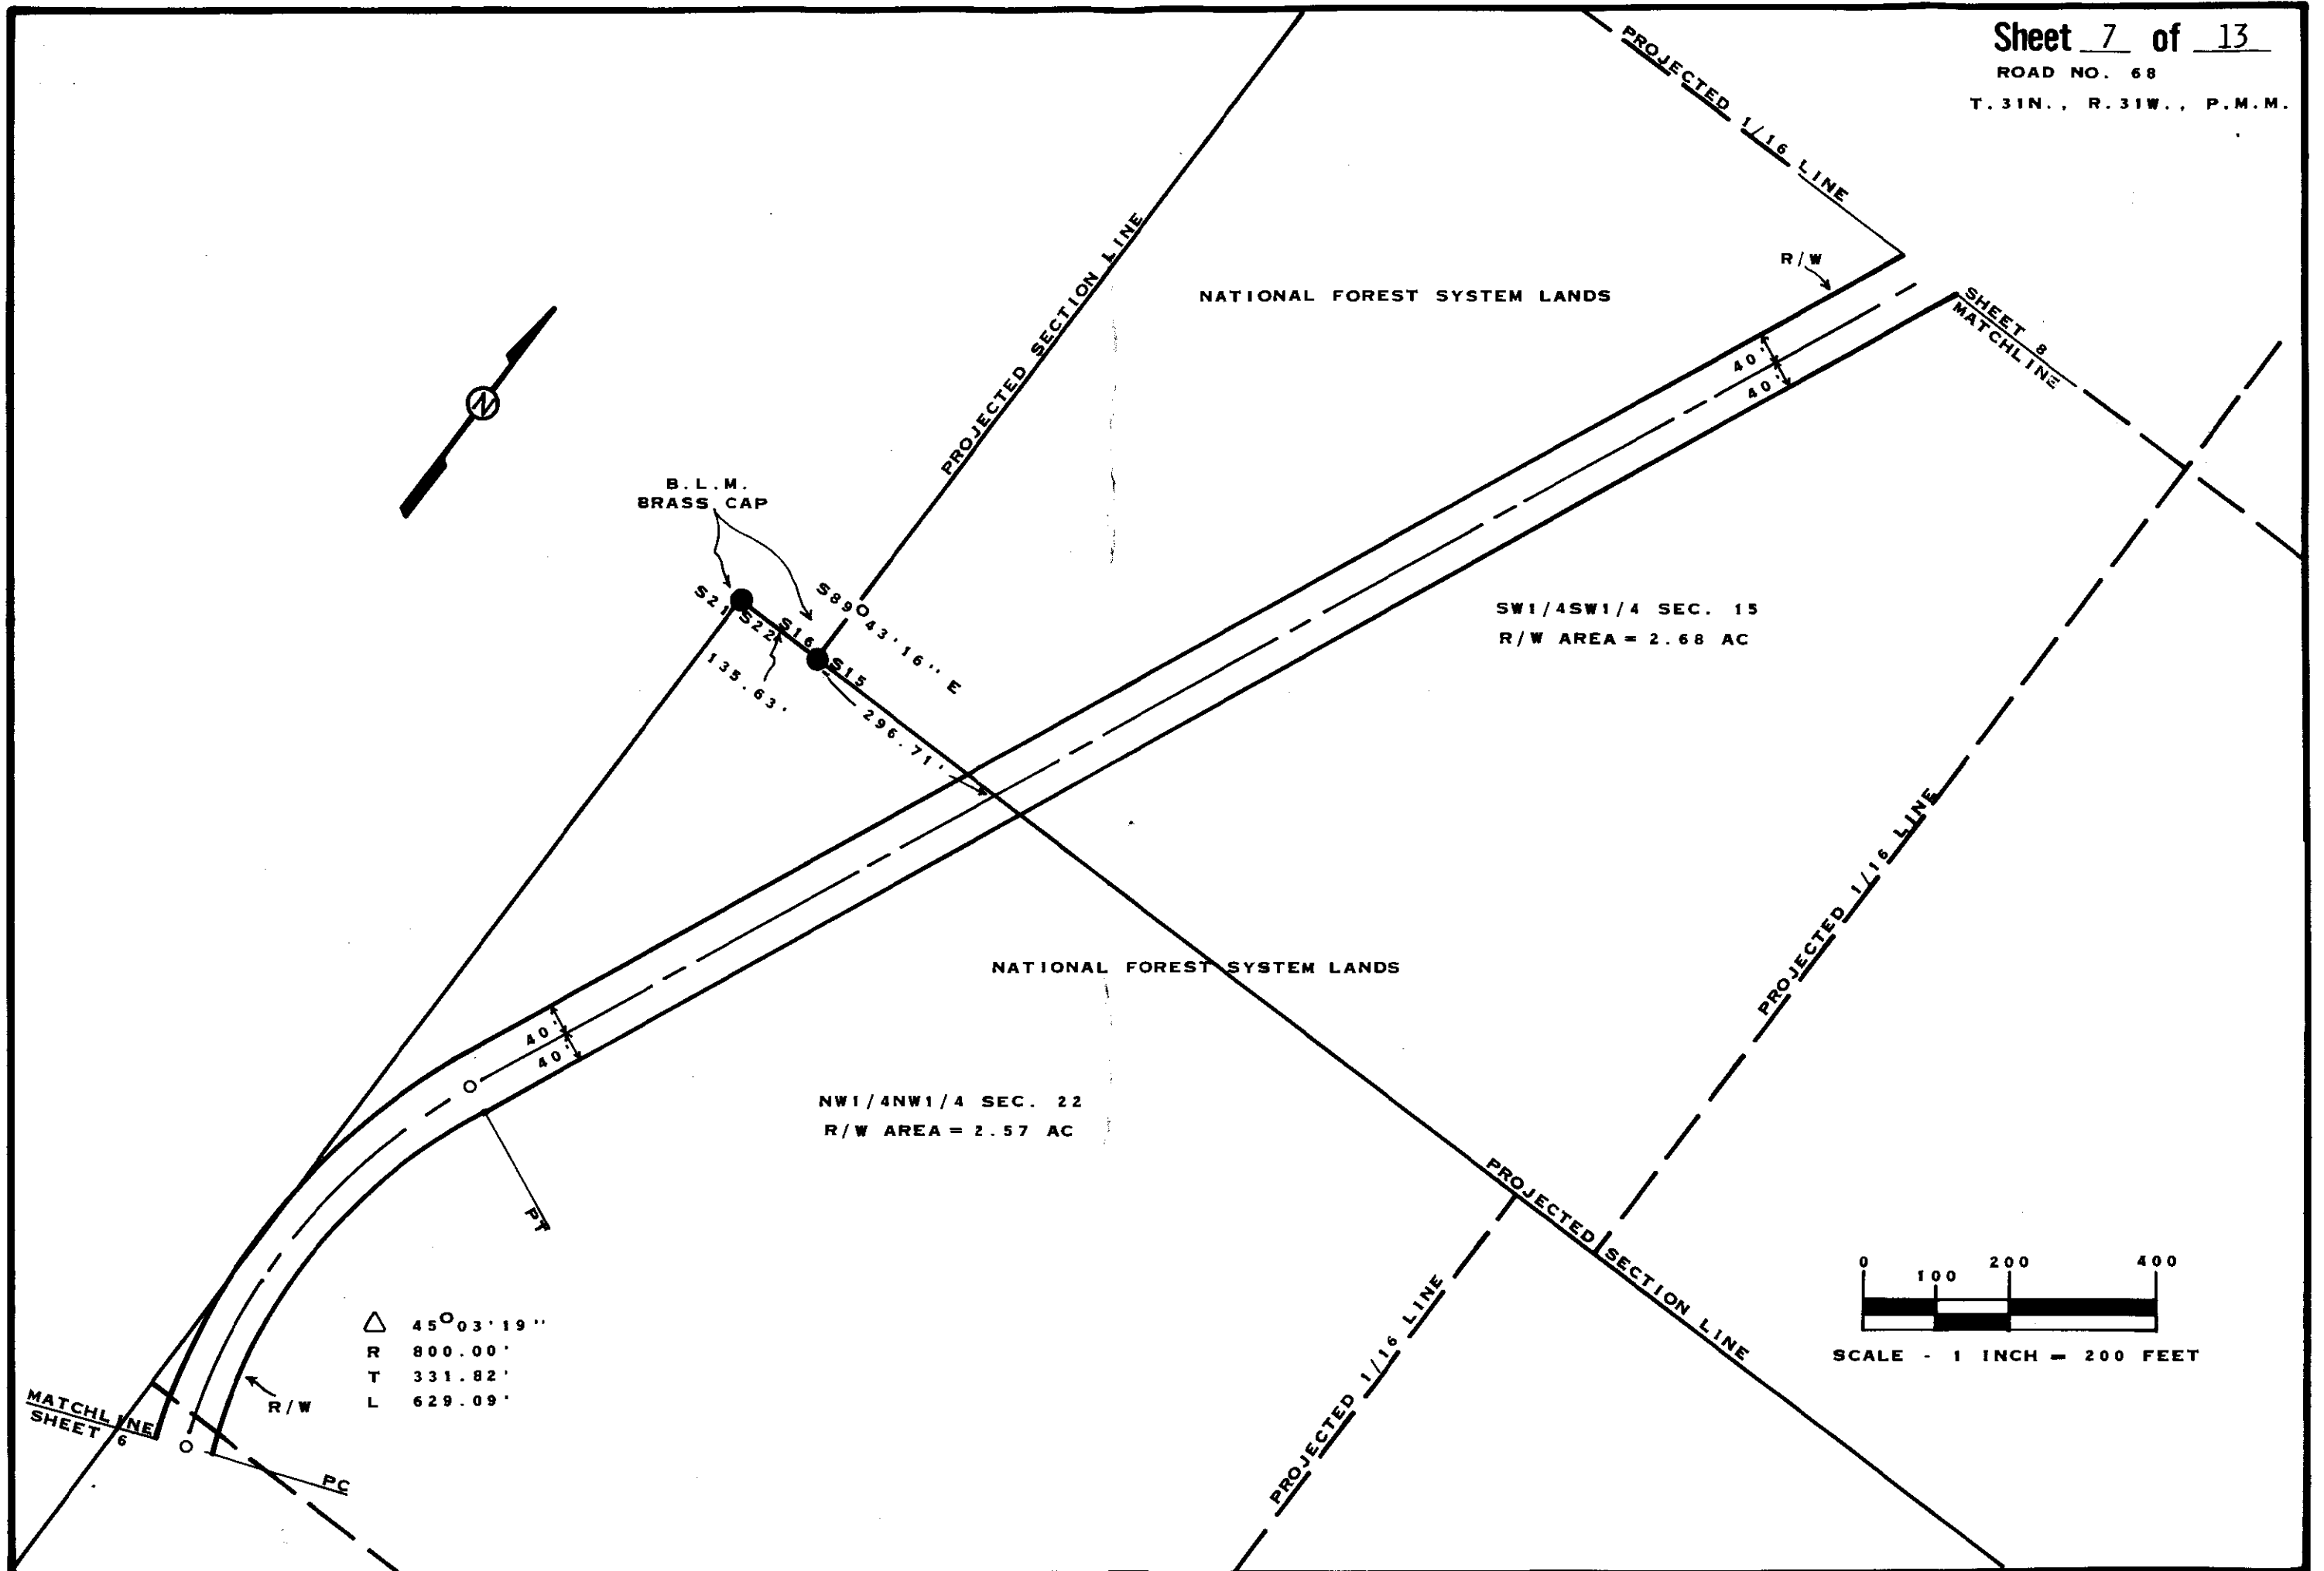 Sheet 7 of 13
ROAD NO. 68
T.31N., R.31W., P.M.M.
PROJECTED 1/16 LINE
PROJECTED SECTION LINE
R/W
NATIONAL FOREST SYSTEM LANDS
SHEET 8
MATCHLINE
40'
40'
N
B.L.M.
BRASS CAP
S21
S22
S16
S15
S89°43'16" E
135.63'
296.71'
SW1/4SW1/4 SEC. 15
R/W AREA = 2.68 AC
PROJECTED 1/16 LINE
NATIONAL FOREST SYSTEM LANDS
40'
40'
NW1/4NW1/4 SEC. 22
R/W AREA = 2.57 AC
PT
PROJECTED SECTION LINE
PROJECTED 1/16 LINE
0 100 200 400
SCALE - 1 INCH = 200 FEET
△ 45°03'19"
R 800.00'
T 331.82'
L 629.09'
R/W
MATCHLINE
SHEET 6
PC